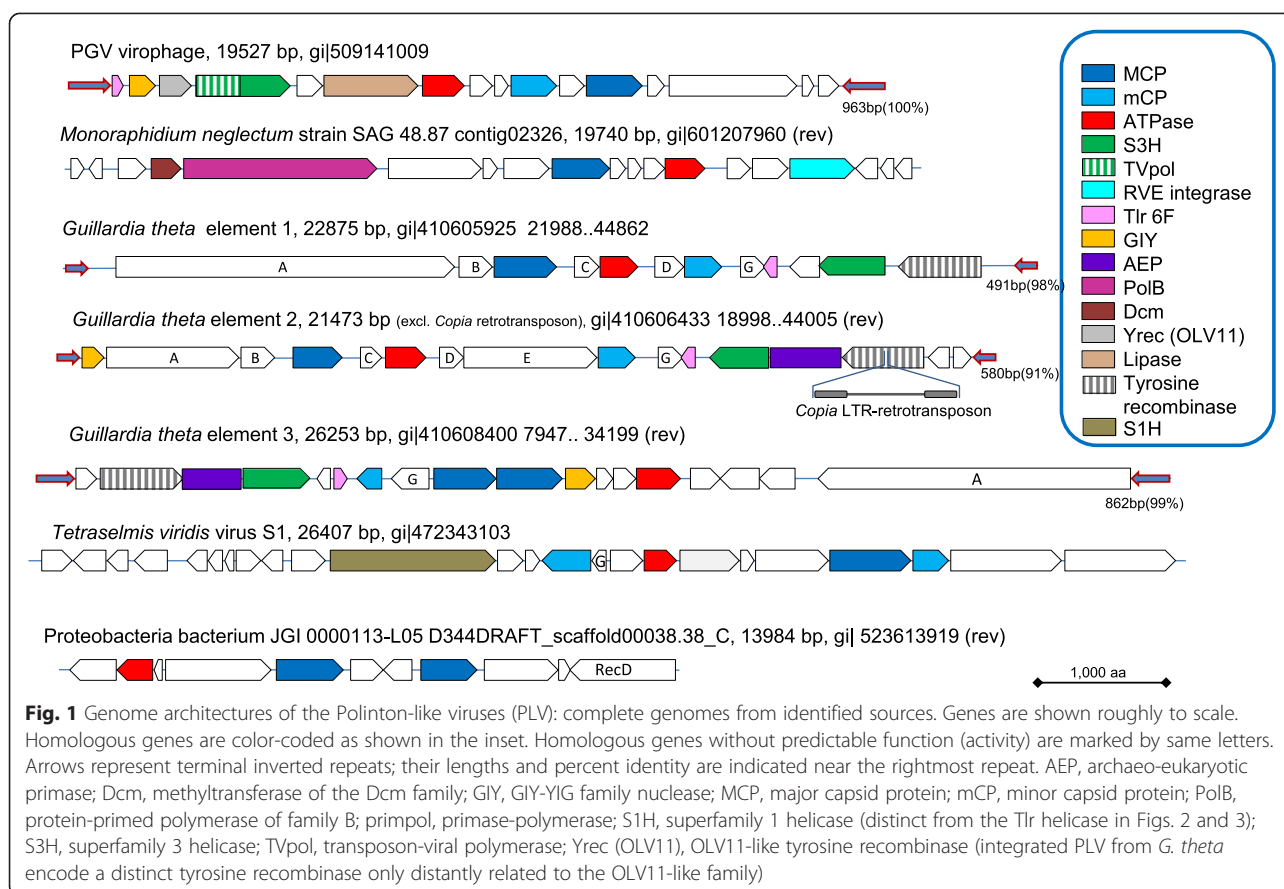 PGV virophage, 19527 bp, gi|509141009
963bp(100%)
Monoraphidium neglectum strain SAG 48.87 contig02326, 19740 bp, gi|601207960 (rev)
Guillardia theta element 1, 22875 bp, gi|410605925 21988..44862
A B C D G
491bp(98%)
Guillardia theta element 2, 21473 bp (excl. Copia retrotransposon), gi|410606433 18998..44005 (rev)
A B C D E G
580bp(91%)
Copia LTR-retrotransposon
Guillardia theta element 3, 26253 bp, gi|410608400 7947.. 34199 (rev)
G A
862bp(99%)
Tetraselmis viridis virus S1, 26407 bp, gi|472343103
G
Proteobacteria bacterium JGI 0000113-L05 D344DRAFT_scaffold00038.38_C, 13984 bp, gi| 523613919 (rev)
RecD
1,000 aa
MCP
mCP
ATPase
S3H
TVpol
RVE integrase
Tlr 6F
GIY
AEP
PolB
Dcm
Yrec (OLV11)
Lipase
Tyrosine
recombinase
S1H
Fig. 1 Genome architectures of the Polinton-like viruses (PLV): complete genomes from identified sources. Genes are shown roughly to scale.
Homologous genes are color-coded as shown in the inset. Homologous genes without predictable function (activity) are marked by same letters.
Arrows represent terminal inverted repeats; their lengths and percent identity are indicated near the rightmost repeat. AEP, archaeo-eukaryotic
primase; Dcm, methyltransferase of the Dcm family; GIY, GIY-YIG family nuclease; MCP, major capsid protein; mCP, minor capsid protein; PolB,
protein-primed polymerase of family B; primpol, primase-polymerase; S1H, superfamily 1 helicase (distinct from the Tlr helicase in Figs. 2 and 3);
S3H, superfamily 3 helicase; TVpol, transposon-viral polymerase; Yrec (OLV11), OLV11-like tyrosine recombinase (integrated PLV from G. theta
encode a distinct tyrosine recombinase only distantly related to the OLV11-like family)